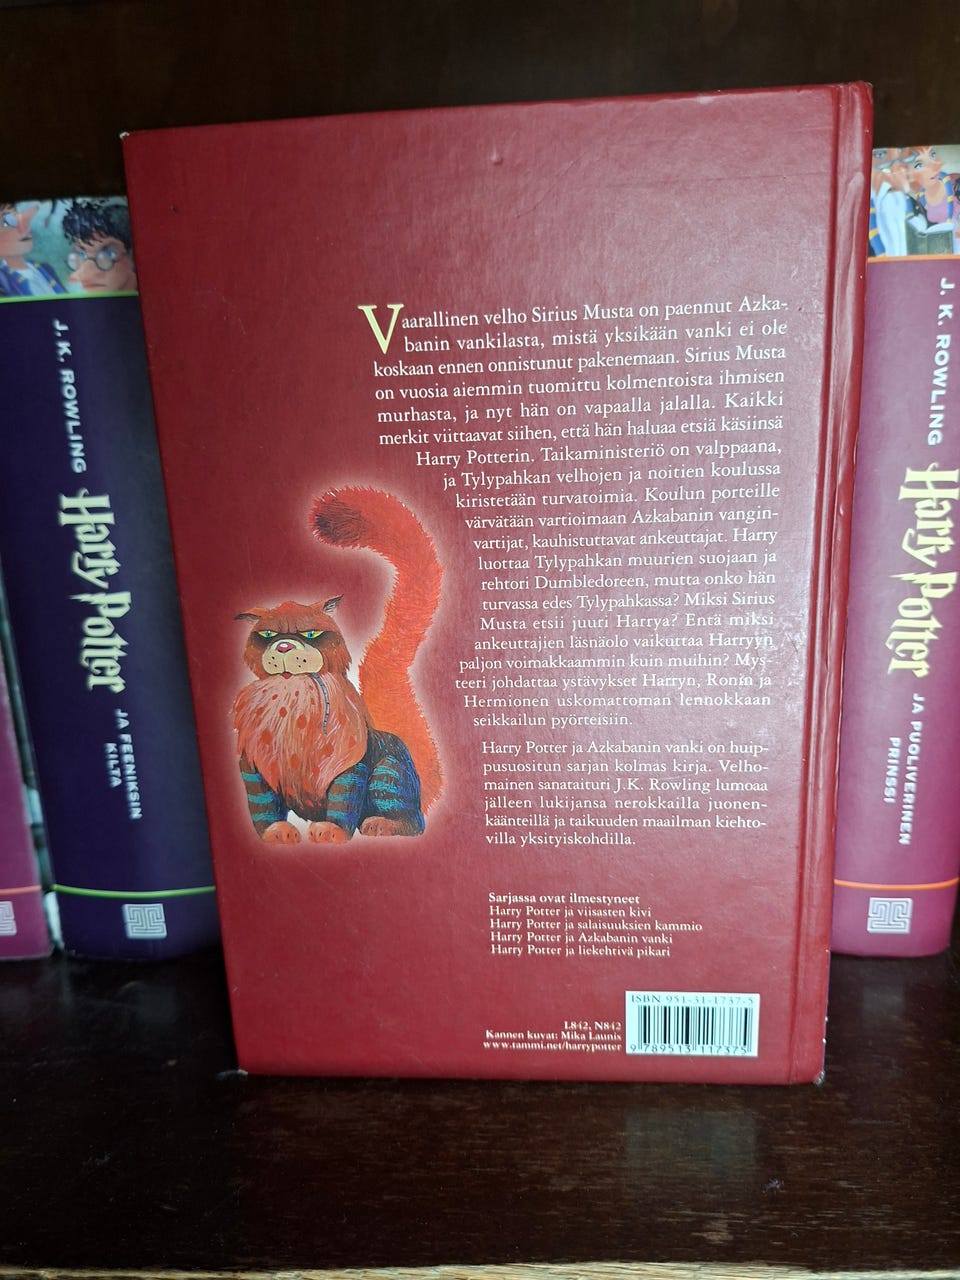 J. K. ROWLING
Harry Potter
JA FEENIKSIN
KILTA
Vaarallinen velho Sirius Musta on paennut Azka-
banin vankilasta, mistä yksikään vanki ei ole
koskaan ennen onnistunut pakenemaan. Sirius Musta
on vuosia aiemmin tuomittu kolmentoista ihmisen
murhasta, ja nyt hän on vapaalla jalalla. Kaikki
merkit viittaavat siihen, että hän haluaa etsiä käsiinsä
Harry Potterin. Taikaministeriö on valppaana,
ja Tylypahkan velhojen ja noitien koulussa
kiristetään turvatoimia. Koulun porteille
värvätään vartioimaan Azkabanin vangin-
vartijat, kauhistuttavat ankeuttajat. Harry
luottaa Tylypahkan muurien suojaan ja
rehtori Dumbledoreen, mutta onko hän
turvassa edes Tylypahkassa? Miksi Sirius
Musta etsii juuri Harrya? Entä miksi
ankeuttajien läsnäolo vaikuttaa Harryyn
paljon voimakkaammin kuin muihin? Mys-
teeri johdattaa ystävykset Harryn, Ronin ja
Hermionen uskomattoman lennokkaan
seikkailun pyörteisiin.
Harry Potter ja Azkabanin vanki on huip-
pusuositun sarjan kolmas kirja. Velho-
mainen sanataituri J.K. Rowling lumoaa
jälleen lukijansa nerokkailla juonen-
käänteillä ja taikuuden maailman kiehto-
villa yksityiskohdilla.
Sarjassa ovat ilmestyneet
Harry Potter ja viisasten kivi
Harry Potter ja salaisuuksien kammio
Harry Potter ja Azkabanin vanki
Harry Potter ja liekehtivä pikari
L84.2, N84.2
Kannen kuvat: Mika Launis
www.tammi.net/harrypotter
ISBN 951-31-1737-5
9 789513 117375
J. K. ROWLING
Harry Potter
JA PUOLIVERINEN
PRINSSI